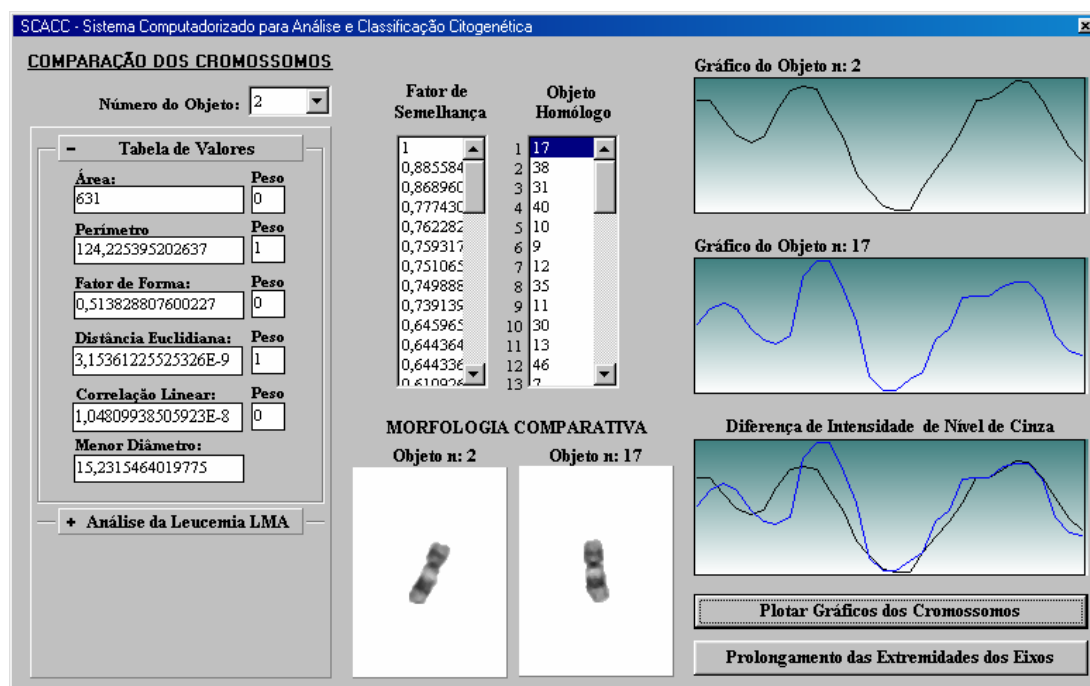 SCACC - Sistema Computadorizado para Análise e Classificação Citogenética
COMPARAÇÃO DOS CROMOSSOMOS
Número do Objeto: 2
- Tabela de Valores
Área: Peso
631 0
Perímetro Peso
124,225395202637 1
Fator de Forma: Peso
0,513828807600227 0
Distância Euclidiana: Peso
3,15361225525326E-9 1
Correlação Linear: Peso
1,04809938505923E-8 0
Menor Diâmetro:
15,2315464019775
+ Análise da Leucemia LMA
Fator de Semelhança
Objeto Homólogo
1 1 17
0,885584 2 38
0,868960 3 31
0,777430 4 40
0,762282 5 10
0,759317 6 9
0,751065 7 12
0,749888 8 35
0,739139 9 11
0,645965 10 30
0,644364 11 13
0,644336 12 46
0,610926 13 7
MORFOLOGIA COMPARATIVA
Objeto n: 2 Objeto n: 17
Gráfico do Objeto n: 2
Gráfico do Objeto n: 17
Diferença de Intensidade de Nível de Cinza
Plotar Gráficos dos Cromossomos
Prolongamento das Extremidades dos Eixos